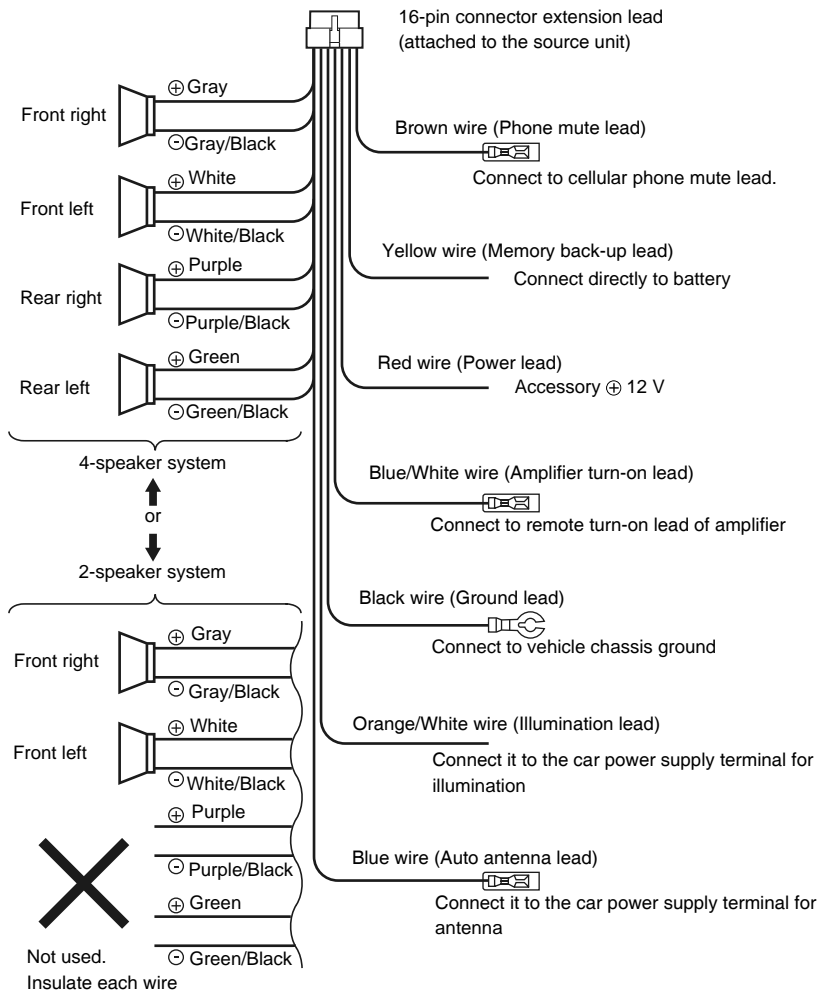 16-pin connector extension lead
(attached to the source unit)
Front right
⊕ Gray
⊖Gray/Black
Front left
⊕ White
⊖White/Black
Rear right
⊕ Purple
⊖Purple/Black
Rear left
⊕ Green
⊖Green/Black
4-speaker system
or
2-speaker system
Front right
⊕ Gray
⊖ Gray/Black
Front left
⊕ White
⊖White/Black
⊕ Purple
⊖ Purple/Black
⊕ Green
⊖ Green/Black
Not used.
Insulate each wire
Brown wire (Phone mute lead)
Connect to cellular phone mute lead.
Yellow wire (Memory back-up lead)
Connect directly to battery
Red wire (Power lead)
Accessory ⊕ 12 V
Blue/White wire (Amplifier turn-on lead)
Connect to remote turn-on lead of amplifier
Black wire (Ground lead)
Connect to vehicle chassis ground
Orange/White wire (Illumination lead)
Connect it to the car power supply terminal for
illumination
Blue wire (Auto antenna lead)
Connect it to the car power supply terminal for
antenna